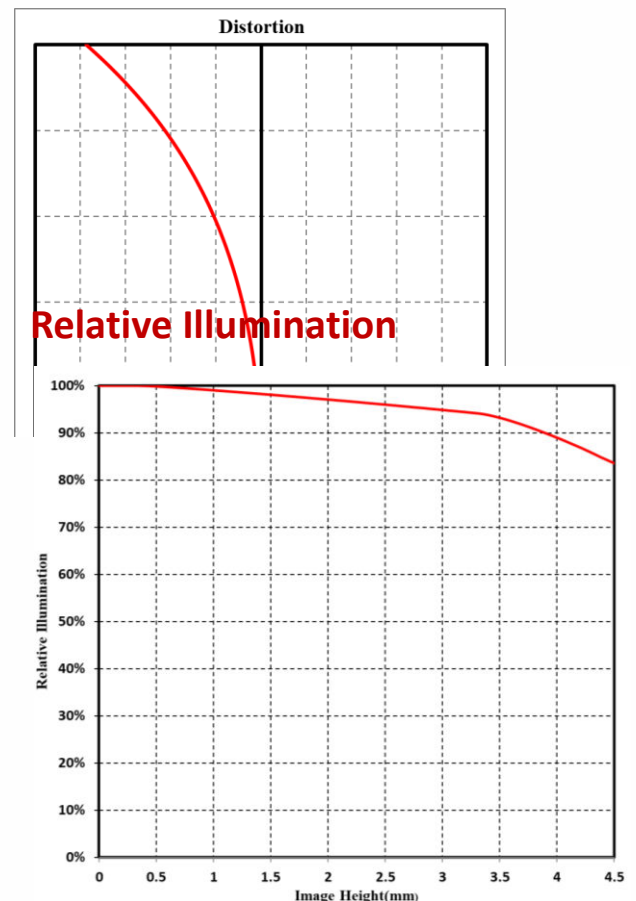 Distortion
Relative Illumination
100%
90%
80%
70%
60%
50%
40%
30%
20%
10%
0%
Relative Illumination
0 0.5 1 1.5 2 2.5 3 3.5 4 4.5
Image Height(mm)